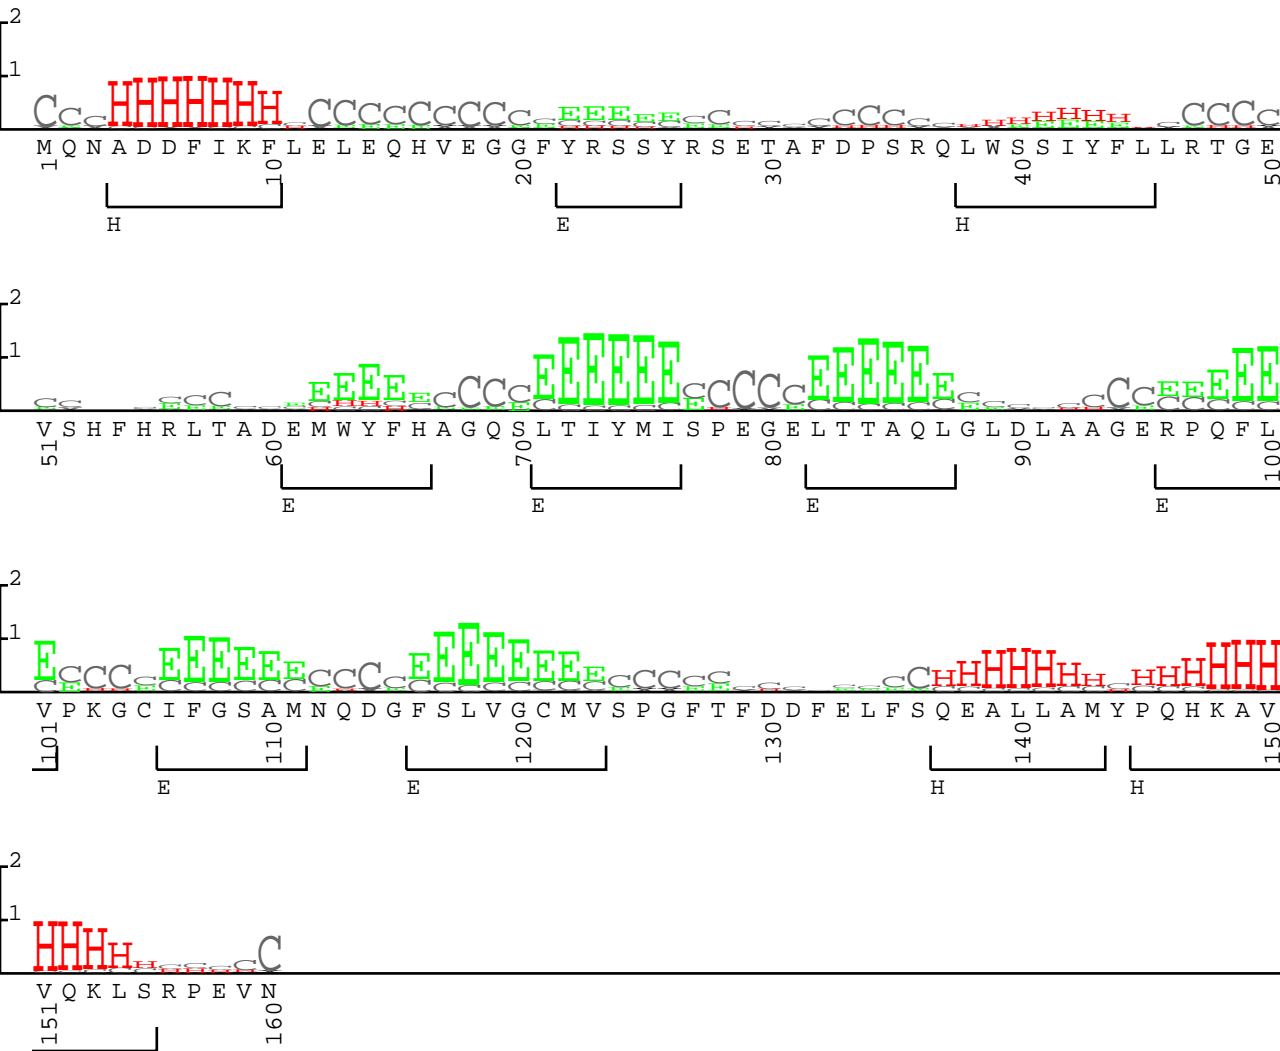 2
1
C C C H H H H H H H C C C C C C C C C E E E E E C C C C C C C C C H H H H H H C C C C
M Q N A D D F I K F L E L E Q H V E G G F Y R S S Y R S E T A F D P S R Q L W S S I Y F L L R T G E
1 10 20 30 40 50
H E H
2
1
C C C C C E E E E E C C C C E E E E E E C C C C C E E E E E E C C C C C E E E E E
V S H F H R L T A D E M W Y F H A G Q S L T I Y M I S P E G E L T T A Q L G L D L A A G E R P Q F L
51 60 70 80 90 100
E E E E
2
1
E C C C C E E E E E E C C C C E E E E E E E E C C C C C C C H H H H H H H H H H H H H
V P K G C I F G S A M N Q D G F S L V G C M V S P G F T F D D F E L F S Q E A L L A M Y P Q H K A V
101 110 120 130 140 150
E E H H
2
1
H H H H H C C C C C
V Q K L S R P E V N
151 160